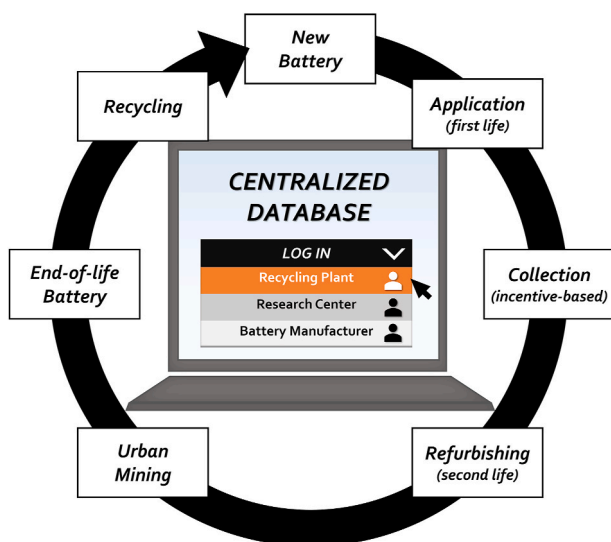 New
Battery
Application
(first life)
Collection
(incentive-based)
Refurbishing
(second life)
Urban
Mining
End-of-life
Battery
Recycling
CENTRALIZED
DATABASE
LOG IN
Recycling Plant
Research Center
Battery Manufacturer